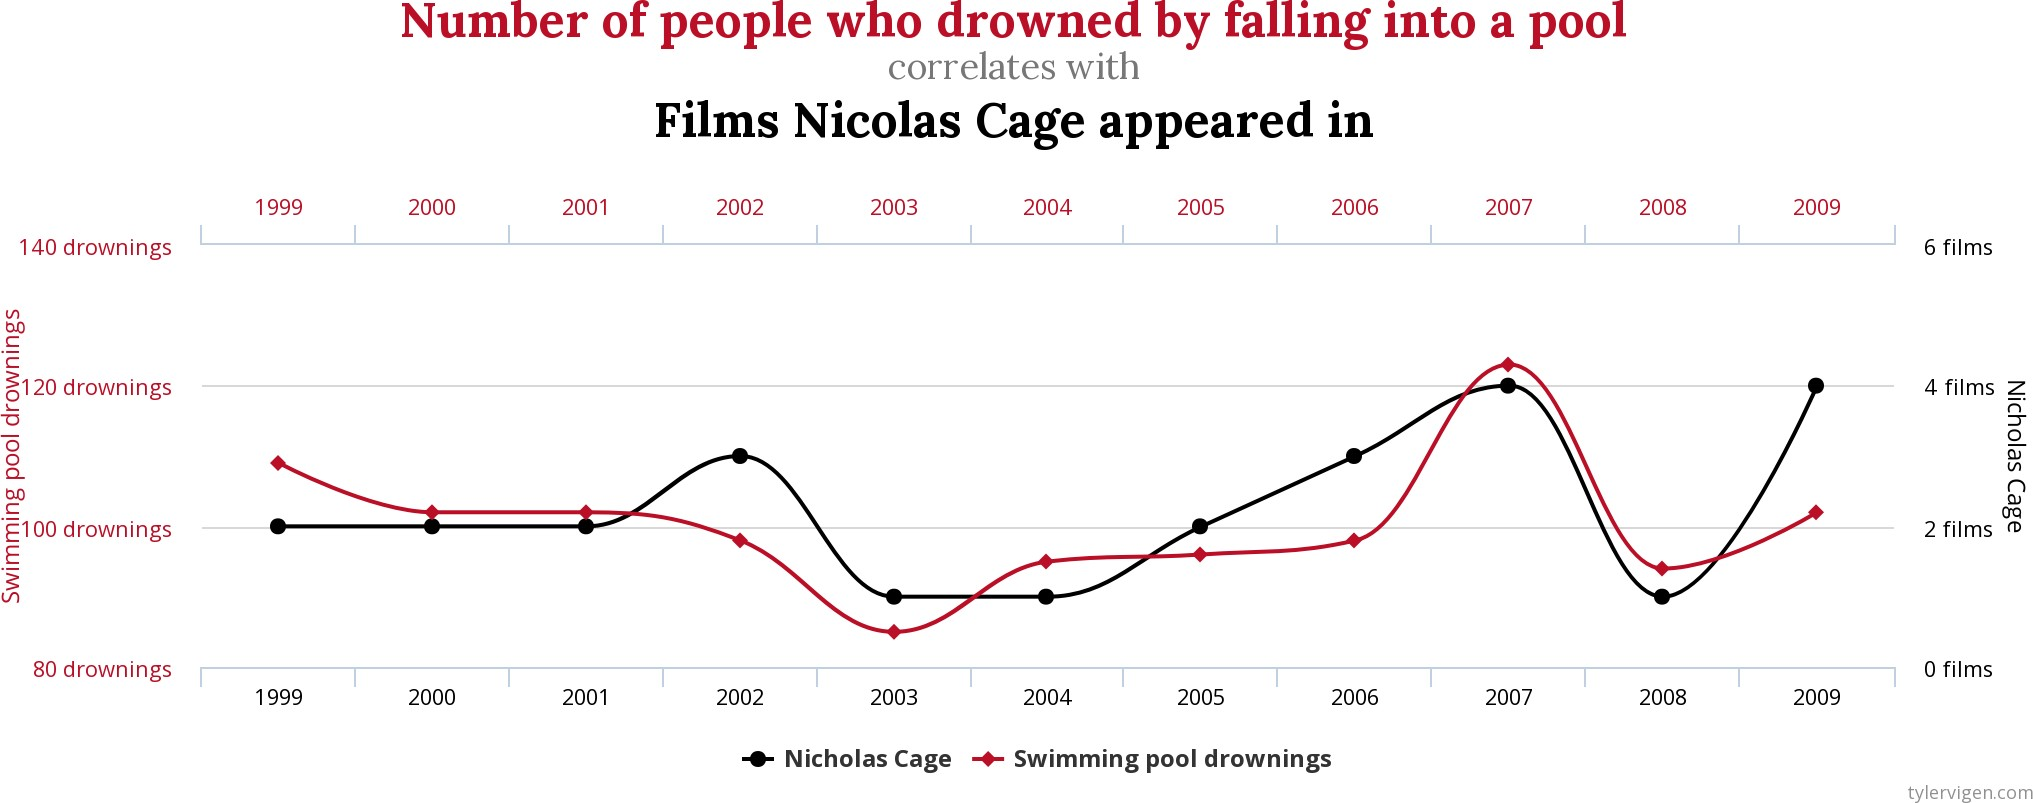 Number of people who drowned by falling into a pool
correlates with
Films Nicolas Cage appeared in
1999 2000 2001 2002 2003 2004 2005 2006 2007 2008 2009
140 drownings 6 films
Swimming pool drownings
120 drownings 4 films
Nicholas Cage
100 drownings 2 films
80 drownings 0 films
1999 2000 2001 2002 2003 2004 2005 2006 2007 2008 2009
Nicholas Cage Swimming pool drownings
tylervigen.com